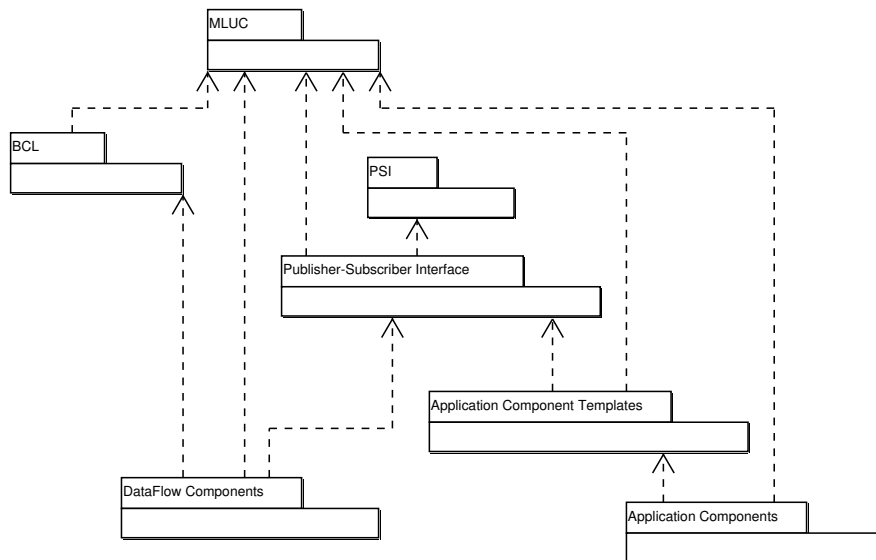 MLUC
BCL
PSI
Publisher-Subscriber Interface
Application Component Templates
DataFlow Components
Application Components